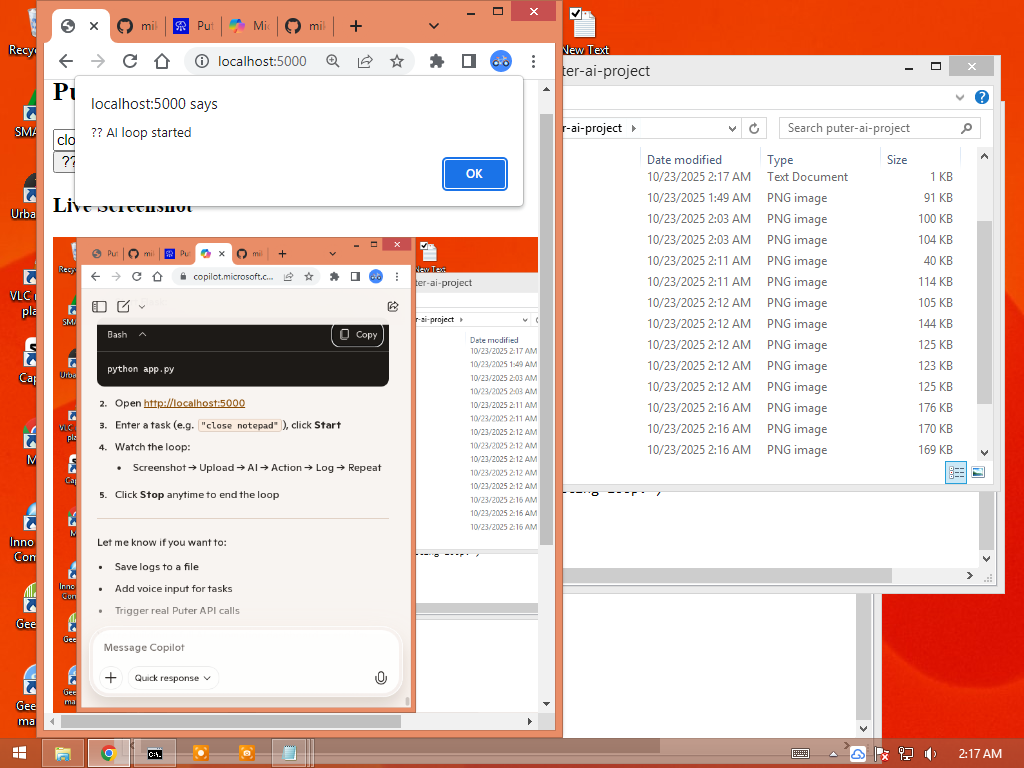 Recyc
SMA
Urba
VLC m
pla
Cap
M
Inno
Com
Gee
Gee
ma
New Text
mil
Put
Mic
mil
localhost:5000
Pu
clo
??
localhost:5000 says
?? AI loop started
OK
Live Screenshot
Put
mil
Put
mil
copilot.microsoft.c...
Bash
Copy
python app.py
2. Open http://localhost:5000
3. Enter a task (e.g. "close notepad"), click Start
4. Watch the loop:
• Screenshot → Upload → AI → Action → Log → Repeat
5. Click Stop anytime to end the loop
Let me know if you want to:
• Save logs to a file
• Add voice input for tasks
• Trigger real Puter API calls
Message Copilot
Quick response
New Text
ter-ai-project
r-ai-project
Date modified
10/23/2025 2:17 AM
10/23/2025 1:49 AM
10/23/2025 2:03 AM
10/23/2025 2:03 AM
10/23/2025 2:11 AM
10/23/2025 2:11 AM
10/23/2025 2:12 AM
10/23/2025 2:12 AM
10/23/2025 2:12 AM
10/23/2025 2:12 AM
10/23/2025 2:12 AM
10/23/2025 2:16 AM
10/23/2025 2:16 AM
10/23/2025 2:16 AM
ter-ai-project
r-ai-project
Search puter-ai-project
Date modified Type Size
10/23/2025 2:17 AM Text Document 1 KB
10/23/2025 1:49 AM PNG image 91 KB
10/23/2025 2:03 AM PNG image 100 KB
10/23/2025 2:03 AM PNG image 104 KB
10/23/2025 2:11 AM PNG image 40 KB
10/23/2025 2:11 AM PNG image 114 KB
10/23/2025 2:12 AM PNG image 105 KB
10/23/2025 2:12 AM PNG image 144 KB
10/23/2025 2:12 AM PNG image 125 KB
10/23/2025 2:12 AM PNG image 123 KB
10/23/2025 2:12 AM PNG image 125 KB
10/23/2025 2:16 AM PNG image 176 KB
10/23/2025 2:16 AM PNG image 170 KB
10/23/2025 2:16 AM PNG image 169 KB
2:17 AM